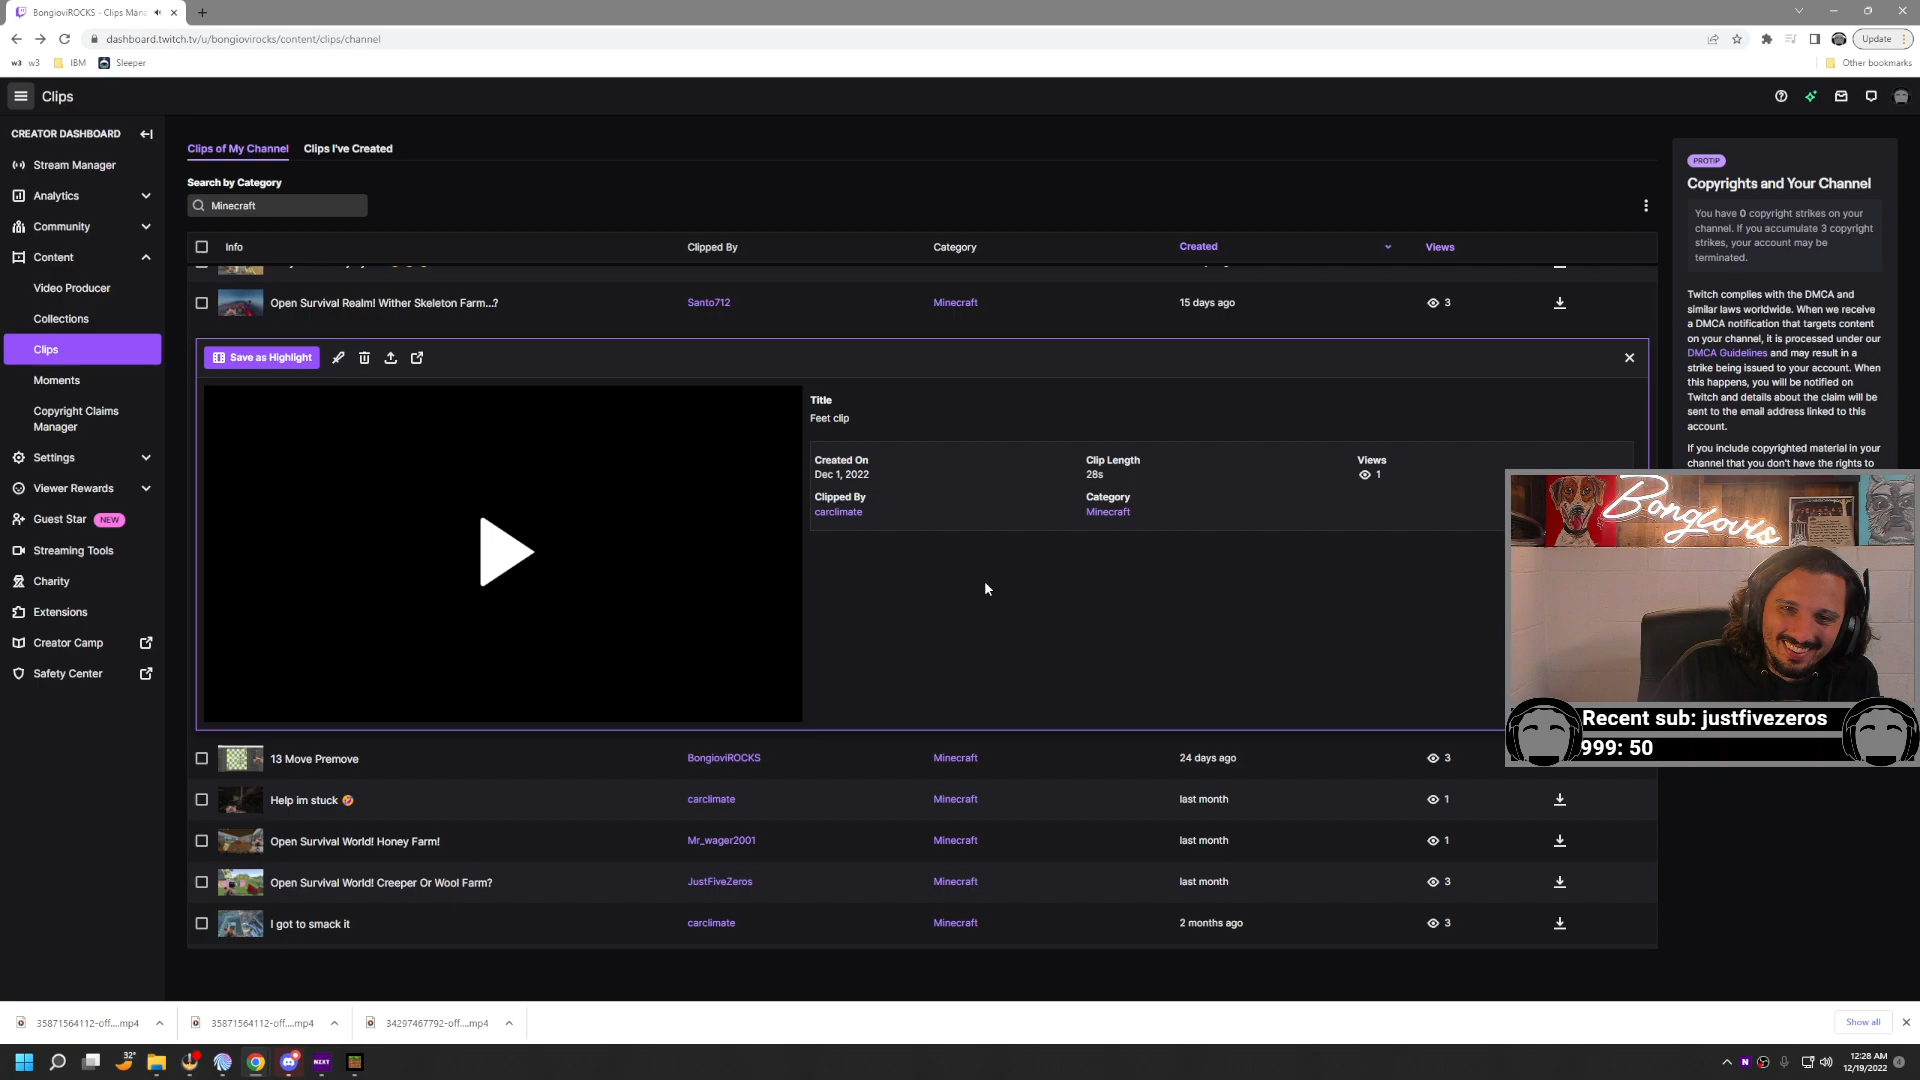 BongioviROCKS - Clips Man
dashboard.twitch.tv/u/bongiovirocks/content/clips/channel
Update
w3 w3 IBM Sleeper
Other bookmarks
Clips
CREATOR DASHBOARD
Stream Manager
Analytics
Community
Content
Video Producer
Collections
Clips
Moments
Copyright Claims
Manager
Settings
Viewer Rewards
Guest Star NEW
Streaming Tools
Charity
Extensions
Creator Camp
Safety Center
Clips of My Channel Clips I've Created
Search by Category
Minecraft
Info Clipped By Category Created Views
Open Survival Realm! Wither Skeleton Farm...? Santo712 Minecraft 15 days ago 3
Save as Highlight
Title
Feet clip
Created On Clip Length Views
Dec 1, 2022 28s 1
Clipped By Category
carclimate Minecraft
13 Move Premove BongioviROCKS Minecraft 24 days ago 3
Help im stuck 🤣 carclimate Minecraft last month 1
Open Survival World! Honey Farm! Mr_wager2001 Minecraft last month 1
Open Survival World! Creeper Or Wool Farm? JustFiveZeros Minecraft last month 3
I got to smack it carclimate Minecraft 2 months ago 3
PROTIP
Copyrights and Your Channel
You have 0 copyright strikes on your
channel. If you accumulate 3 copyright
strikes, your account may be
terminated.
Twitch complies with the DMCA and
similar laws worldwide. When we receive
a DMCA notification that targets content
on your channel, it is processed under our
DMCA Guidelines and may result in a
strike being issued to your account. When
this happens, you will be notified on
Twitch and details about the claim will be
sent to the email address linked to this
account.
If you include copyrighted material in your
channel that you don't have the rights to
Bongiovis
Recent sub: justfivezeros
999: 50
35871564112-off....mp4 35871564112-off....mp4 34297467792-off....mp4
Show all
32°
NZXT
N
12:28 AM
12/19/2022
4